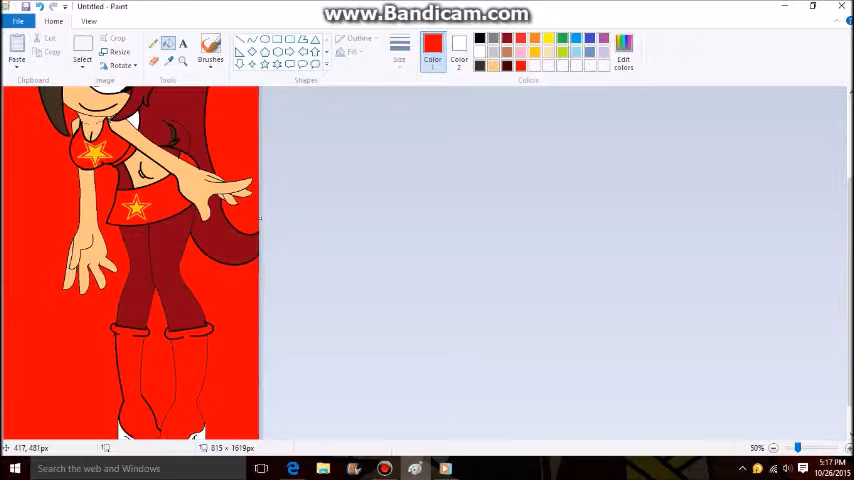 Untitled - Paint
www.Bandicam.com
File
Home
View
Paste
Cut
Copy
Clipboard
Select
Crop
Resize
Rotate
Image
Tools
Brushes
Shapes
Outline
Fill
Size
Color
1
Color
2
Edit
colors
Colors
417, 481px
815 × 1619px
50%
Search the web and Windows
5:17 PM
10/26/2015